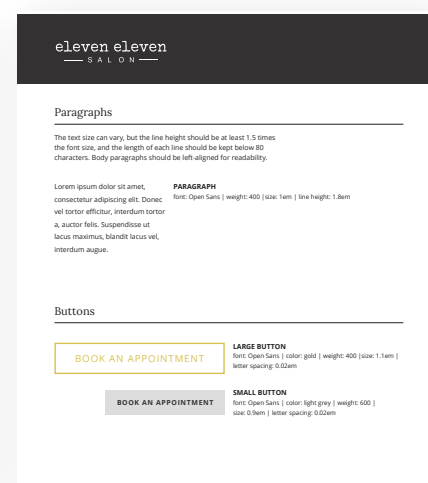 eleven eleven
SALON
Paragraphs
The text size can vary, but the line height should be at least 1.5 times
the font size, and the length of each line should be kept below 80
characters. Body paragraphs should be left-aligned for readability.
Lorem ipsum dolor sit amet,
consectetur adipiscing elit. Donec
vel tortor efficitur, interdum tortor
a, auctor felis. Suspendisse ut
lacus maximus, blandit lacus vel,
interdum augue.
PARAGRAPH
font: Open Sans | weight: 400 |size: 1em | line height: 1.8em
Buttons
BOOK AN APPOINTMENT
LARGE BUTTON
font: Open Sans | color: gold | weight: 400 |size: 1.1em |
letter spacing: 0.02em
BOOK AN APPOINTMENT
SMALL BUTTON
font: Open Sans | color: light grey | weight: 600 |
size: 0.9em | letter spacing: 0.02em